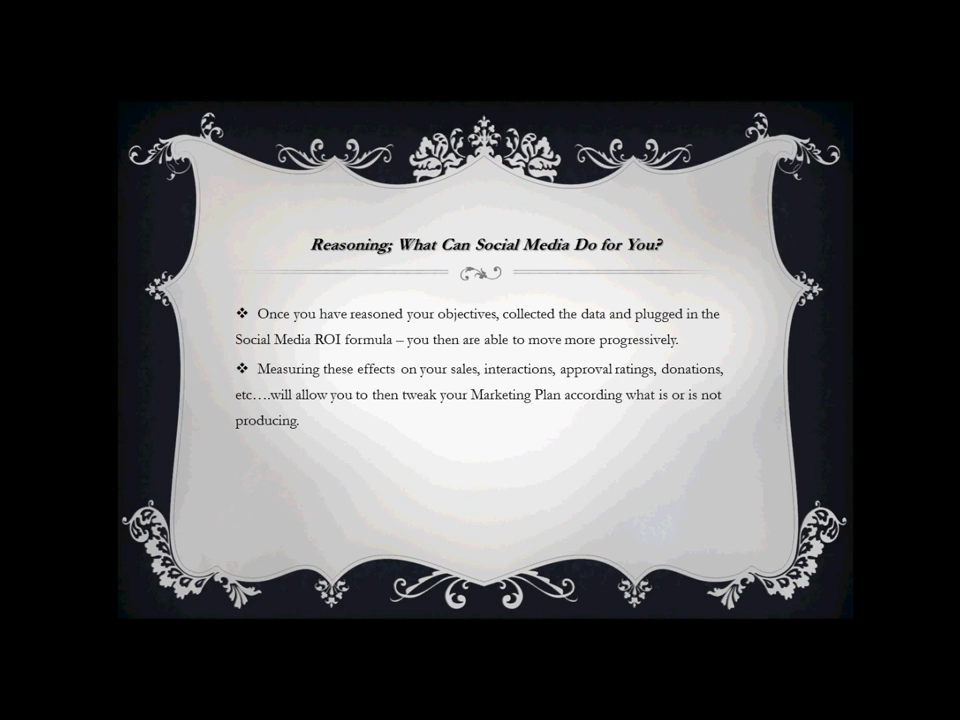 Reasoning; What Can Social Media Do for You?
❖ Once you have reasoned your objectives, collected the data and plugged in the
Social Media ROI formula – you then are able to move more progressively.
❖ Measuring these effects on your sales, interactions, approval ratings, donations,
etc….will allow you to then tweak your Marketing Plan according what is or is not
producing.